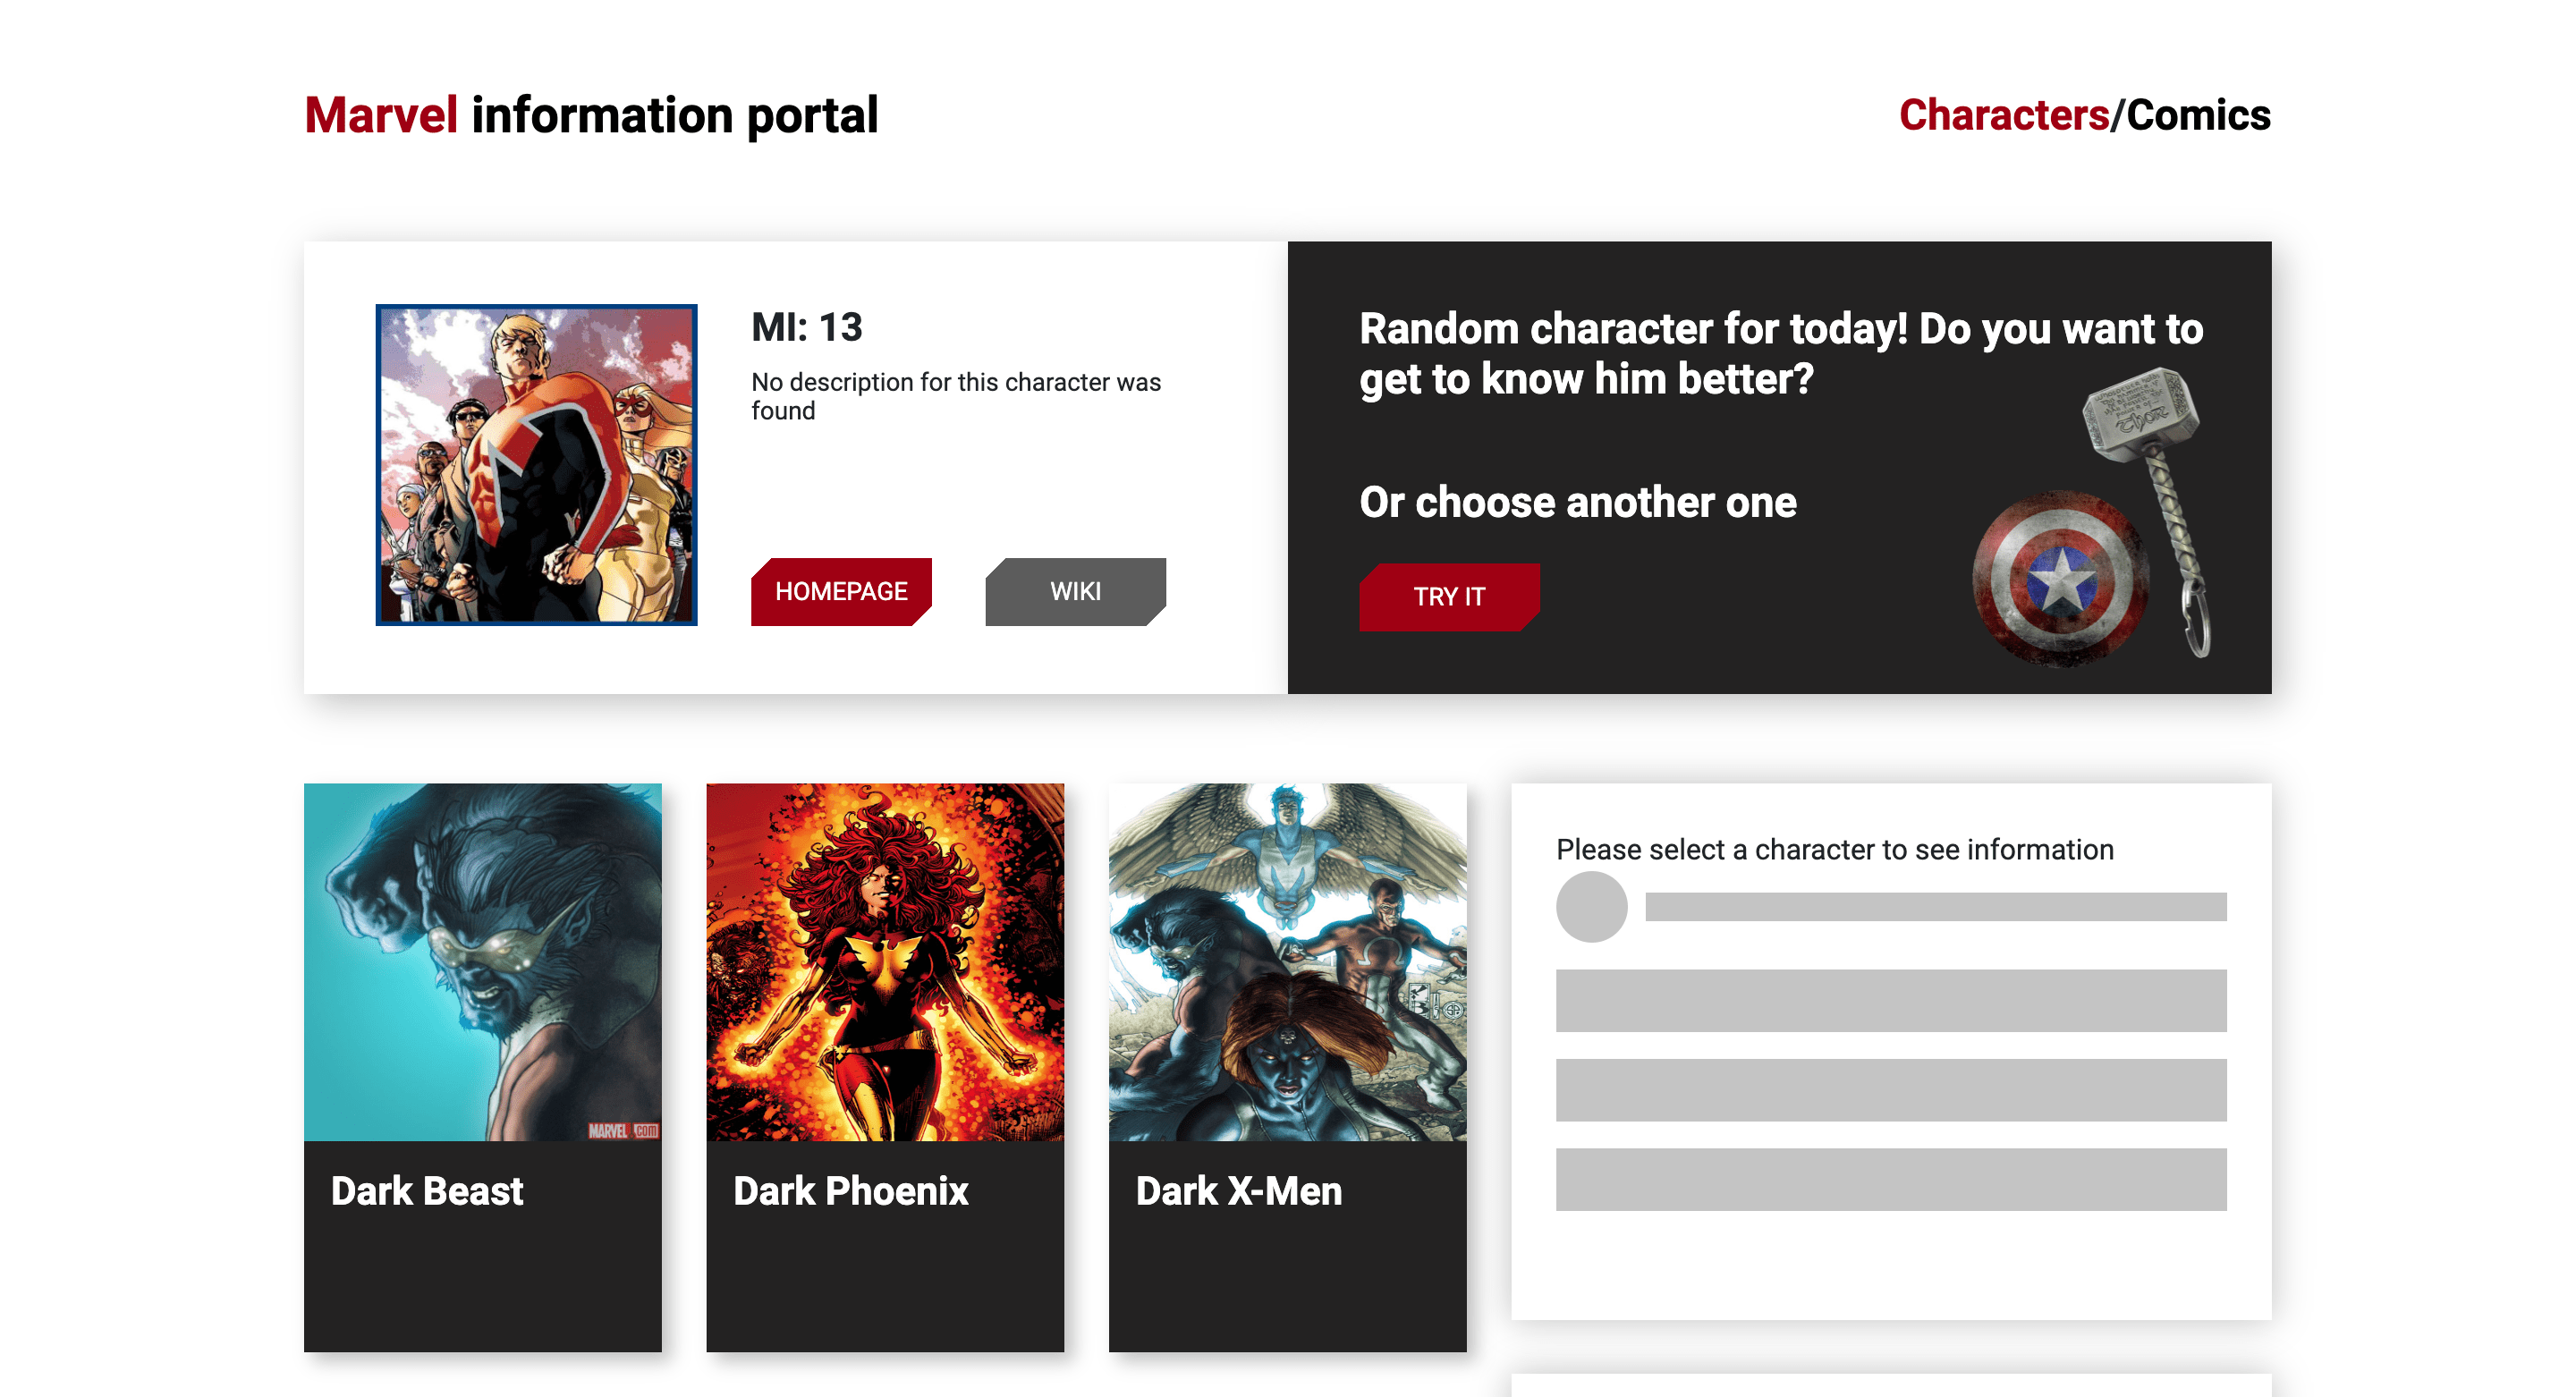 Marvel information portal
Characters/Comics
MI: 13
No description for this character was
found
HOMEPAGE
WIKI
Random character for today! Do you want to
get to know him better?
Or choose another one
TRY IT
MARVEL.com
Dark Beast
Dark Phoenix
Dark X-Men
Please select a character to see information